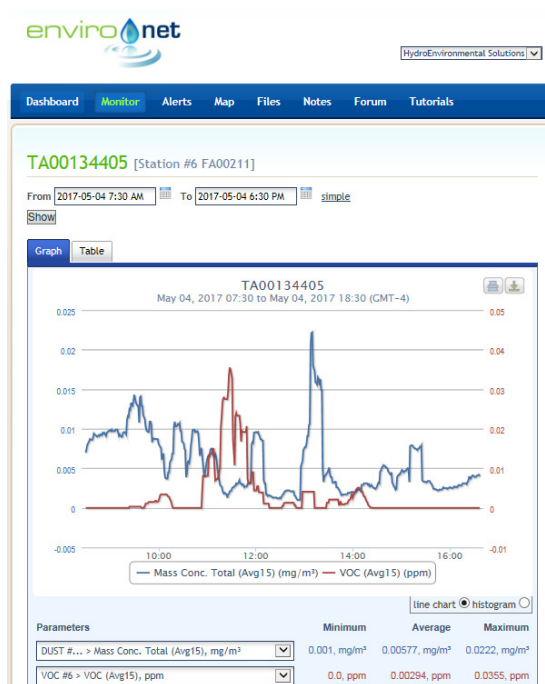 enviro net
HydroEnvironmental Solutions
Dashboard Monitor Alerts Map Files Notes Forum Tutorials
TA00134405 [Station #6 FA00211]
From 2017-05-04 7:30 AM To 2017-05-04 6:30 PM simple
Show
Graph Table
TA00134405
May 04, 2017 07:30 to May 04, 2017 18:30 (GMT-4)
0.025 0.05
0.02 0.04
0.015 0.03
0.01 0.02
0.005 0.01
0 0
-0.005 -0.01
10:00 12:00 14:00 16:00
Mass Conc. Total (Avg15) (mg/m³) VOC (Avg15) (ppm)
line chart histogram
Parameters Minimum Average Maximum
DUST #... > Mass Conc. Total (Avg15), mg/m³ 0.001, mg/m³ 0.00577, mg/m³ 0.0222, mg/m³
VOC #6 > VOC (Avg15), ppm 0.0, ppm 0.00294, ppm 0.0355, ppm